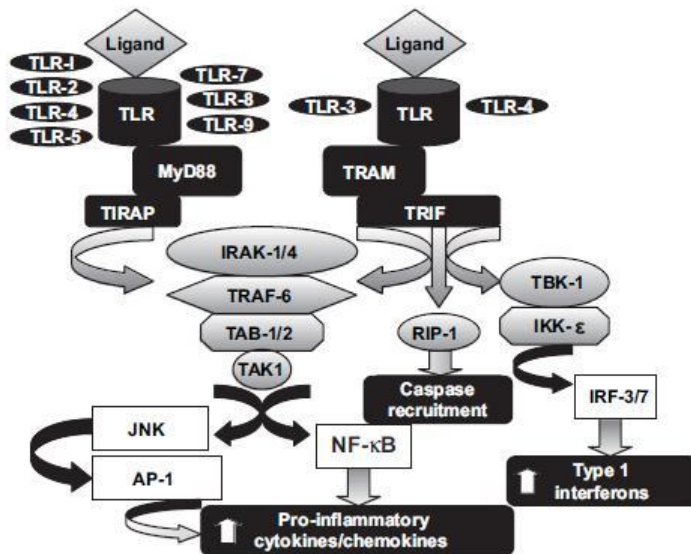 Ligand
Ligand
TLR-I
TLR-2
TLR-4
TLR-5
TLR
TLR-7
TLR-8
TLR-9
TLR-3
TLR
TLR-4
MyD88
TRAM
TIRAP
TRIF
IRAK-1/4
TRAF-6
TAB-1/2
TAK1
TBK-1
IKK- ε
RIP-1
Caspase
recruitment
IRF-3/7
JNK
NF-κB
AP-1
Type 1
interferons
Pro-inflammatory
cytokines/chemokines